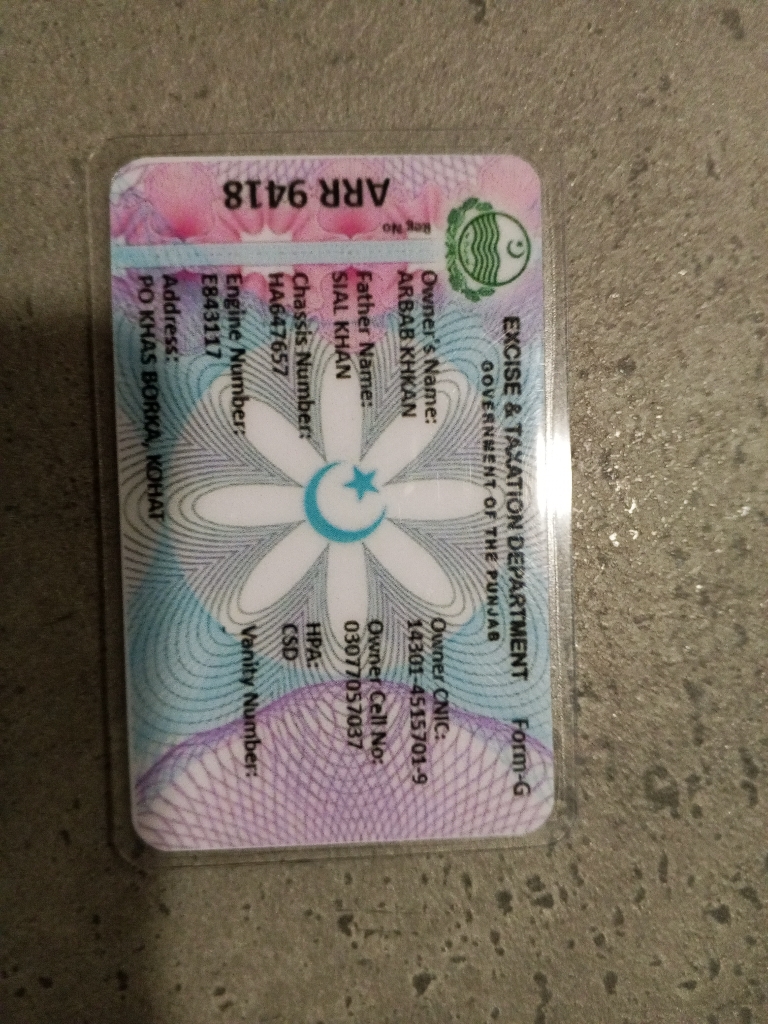 EXCISE & TAXATION DEPARTMENT Form-G
GOVERNMENT OF THE PUNJAB
Reg No
ARR 9418
Owner's Name:
ARBAB KHKAN
Owner CNIC:
14301-4515701-9
Father Name:
SIAL KHAN
Owner Cell No:
03077057037
Chassis Number:
HA647657
HPA:
CSD
Engine Number:
E843117
Vanity Number:
Address:
PO KHAS BORKA, KOHAT